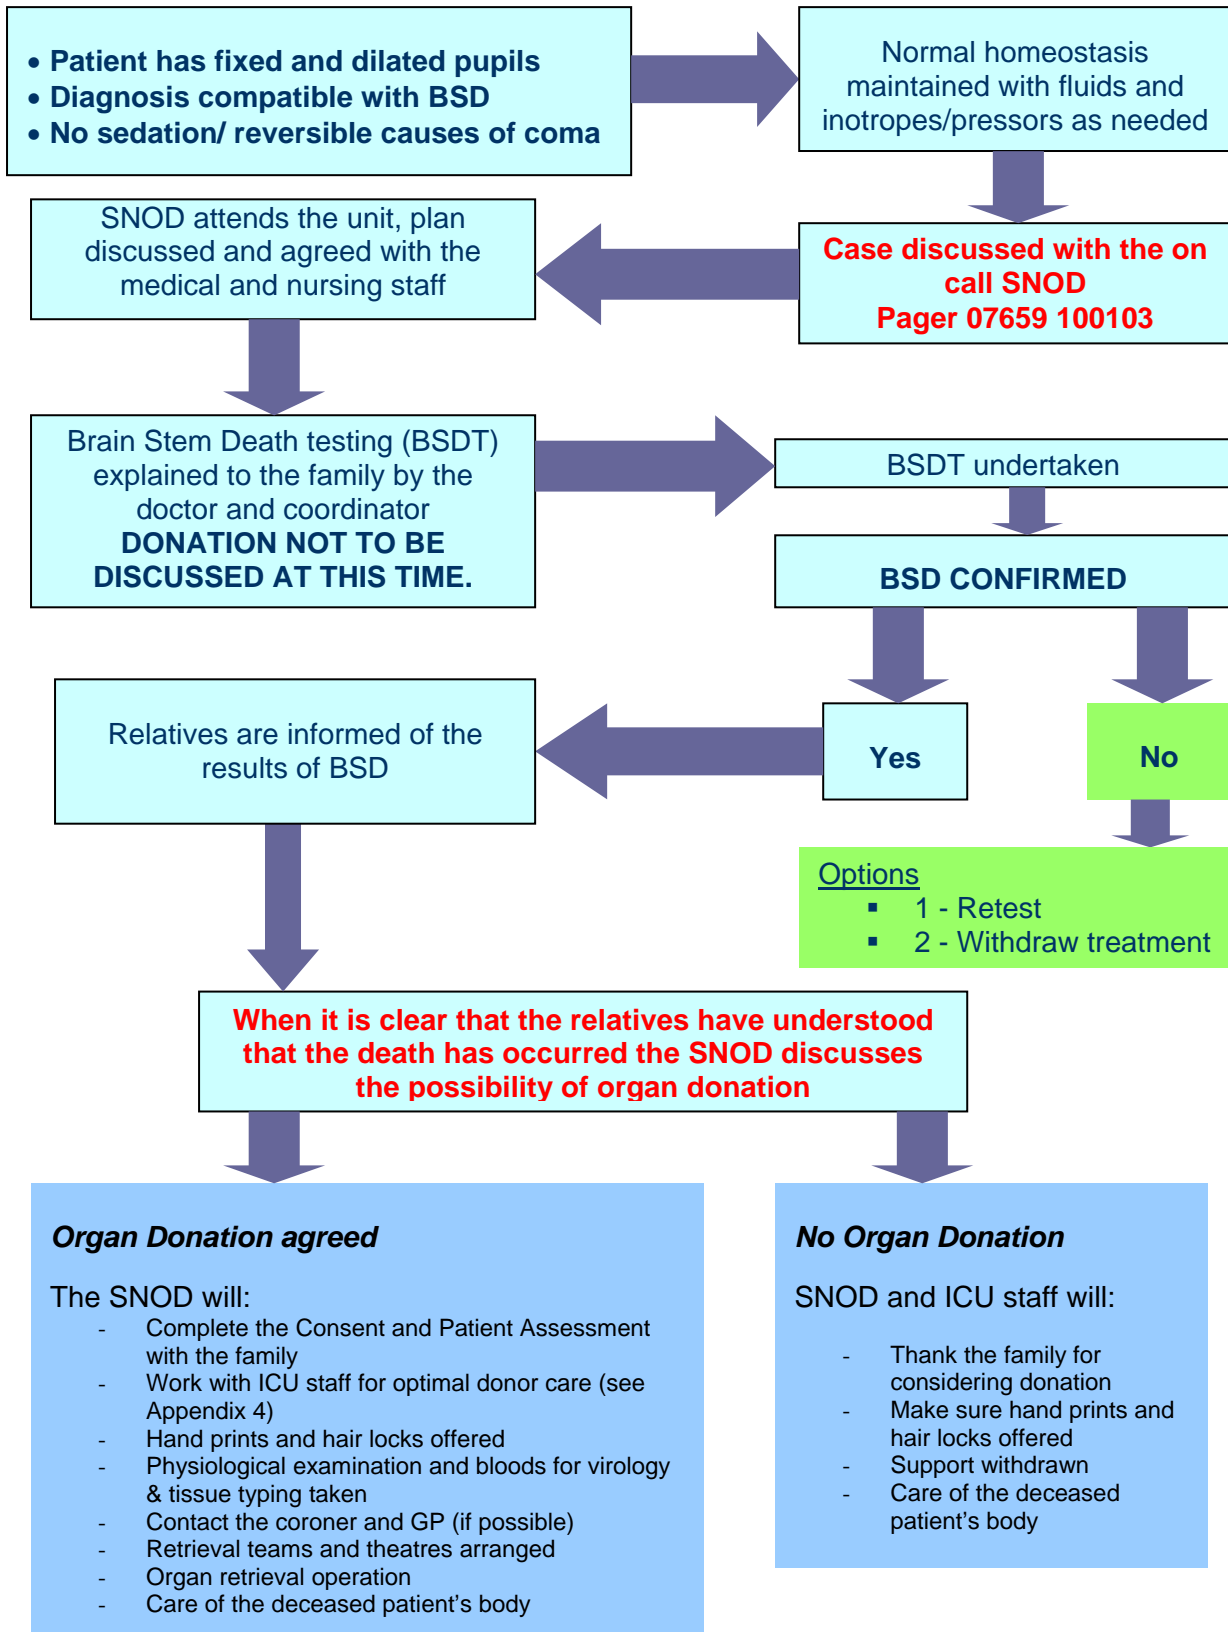 • Patient has fixed and dilated pupils
• Diagnosis compatible with BSD
• No sedation/ reversible causes of coma
Normal homeostasis
maintained with fluids and
inotropes/pressors as needed
Case discussed with the on
call SNOD
Pager 07659 100103
SNOD attends the unit, plan
discussed and agreed with the
medical and nursing staff
Brain Stem Death testing (BSDT)
explained to the family by the
doctor and coordinator
DONATION NOT TO BE
DISCUSSED AT THIS TIME.
BSDT undertaken
BSD CONFIRMED
Yes
No
Relatives are informed of the
results of BSD
Options
▪ 1 - Retest
▪ 2 - Withdraw treatment
When it is clear that the relatives have understood
that the death has occurred the SNOD discusses
the possibility of organ donation
Organ Donation agreed
The SNOD will:
- Complete the Consent and Patient Assessment
with the family
- Work with ICU staff for optimal donor care (see
Appendix 4)
- Hand prints and hair locks offered
- Physiological examination and bloods for virology
& tissue typing taken
- Contact the coroner and GP (if possible)
- Retrieval teams and theatres arranged
- Organ retrieval operation
- Care of the deceased patient's body
No Organ Donation
SNOD and ICU staff will:
- Thank the family for
considering donation
- Make sure hand prints and
hair locks offered
- Support withdrawn
- Care of the deceased
patient's body